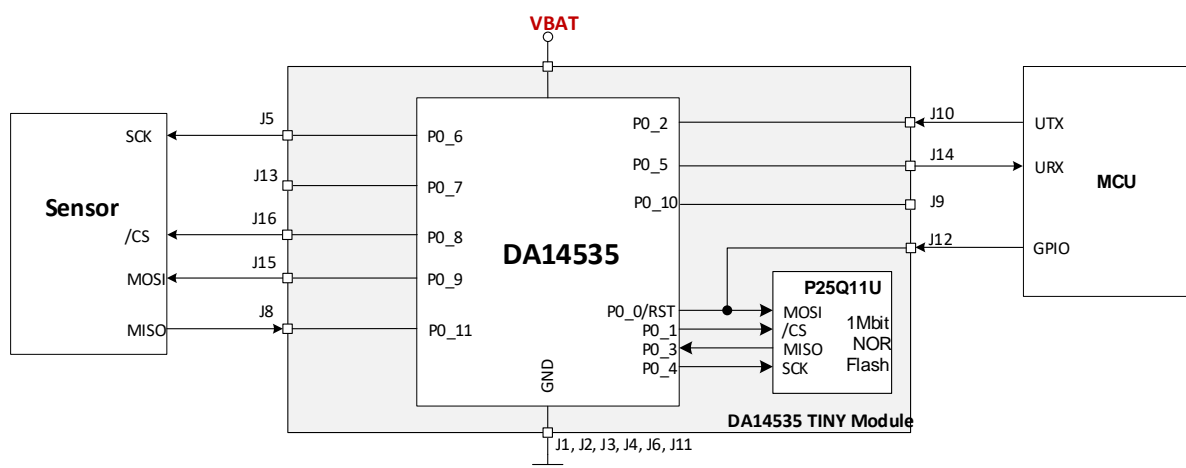 VBAT
Sensor
SCK
/CS
MOSI
MISO
J5
J13
J16
J15
J8
DA14535
P0_6
P0_7
P0_8
P0_9
P0_11
P0_2
P0_5
P0_10
P0_0/RST
P0_1
P0_3
P0_4
GND
P25Q11U
MOSI
/CS
MISO
SCK
1Mbit
NOR
Flash
DA14535 TINY Module
J1, J2, J3, J4, J6, J11
J10
J14
J9
J12
UTX
URX
GPIO
MCU